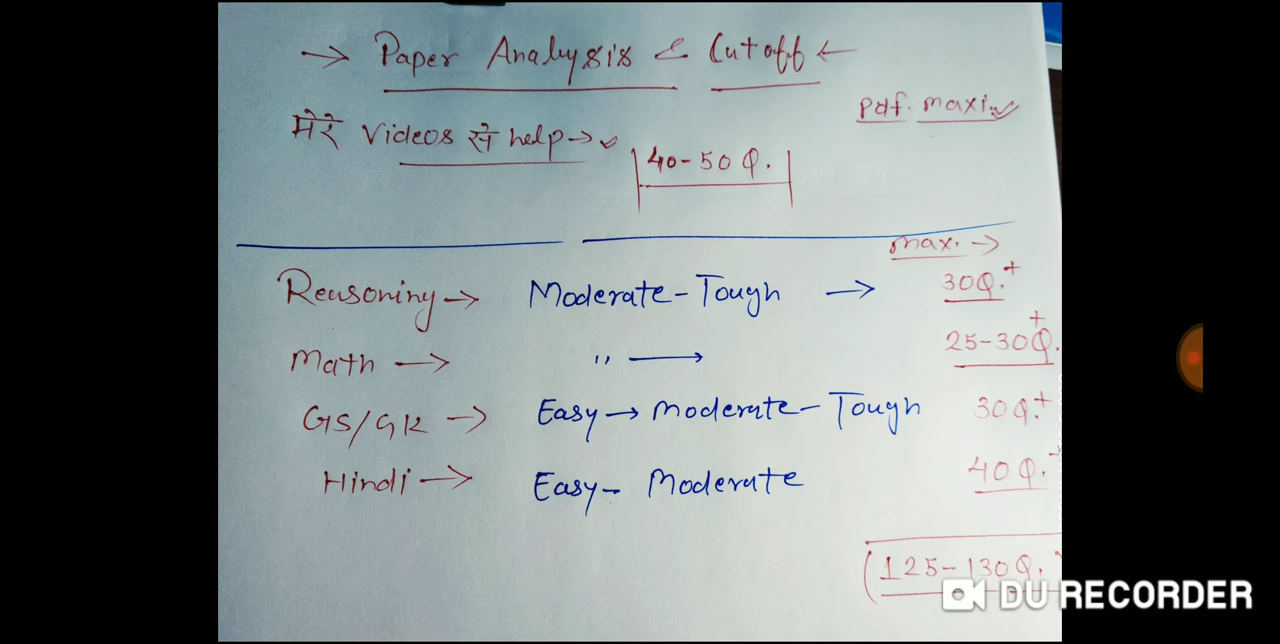 → Paper Analysis & Cutoff ←
Pdf. maxi. ✓
मेरे Videos से help → ✓
40-50 Q.
max. →
Reasoning → Moderate-Tough → 30Q.+
Math → ,, → 25-30Q.+
GS/GK → Easy → Moderate-Tough 30Q.+
Hindi → Easy- Moderate 40Q.+
(125-130Q.
DU RECORDER